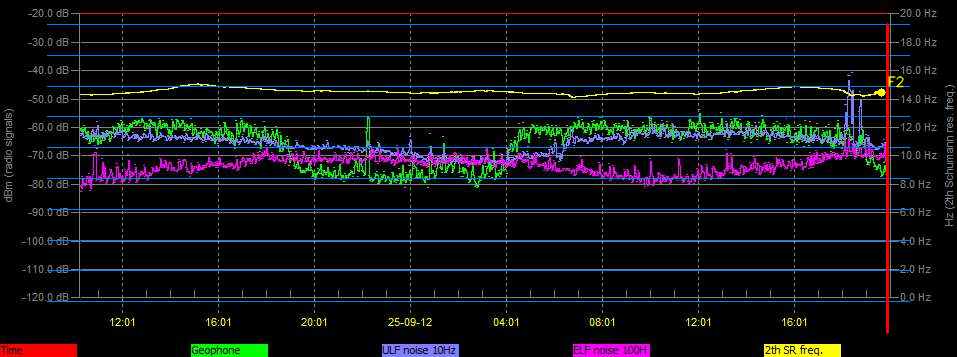 -20.0 dB 20.0 Hz
-30.0 dB 18.0 Hz
-40.0 dB 16.0 Hz
F2
-50.0 dB 14.0 Hz
-60.0 dB 12.0 Hz
-70.0 dB 10.0 Hz
-80.0 dB 8.0 Hz
-90.0 dB 6.0 Hz
-100.0 dB 4.0 Hz
-110.0 dB 2.0 Hz
-120.0 dB 0.0 Hz
dBm (radio signals)
Hz (2th Schumann res. freq.)
12:01 16:01 20:01 25-09-12 04:01 08:01 12:01 16:01
Time Geophone ULF noise 10Hz ELF noise 100H 2th SR freq.